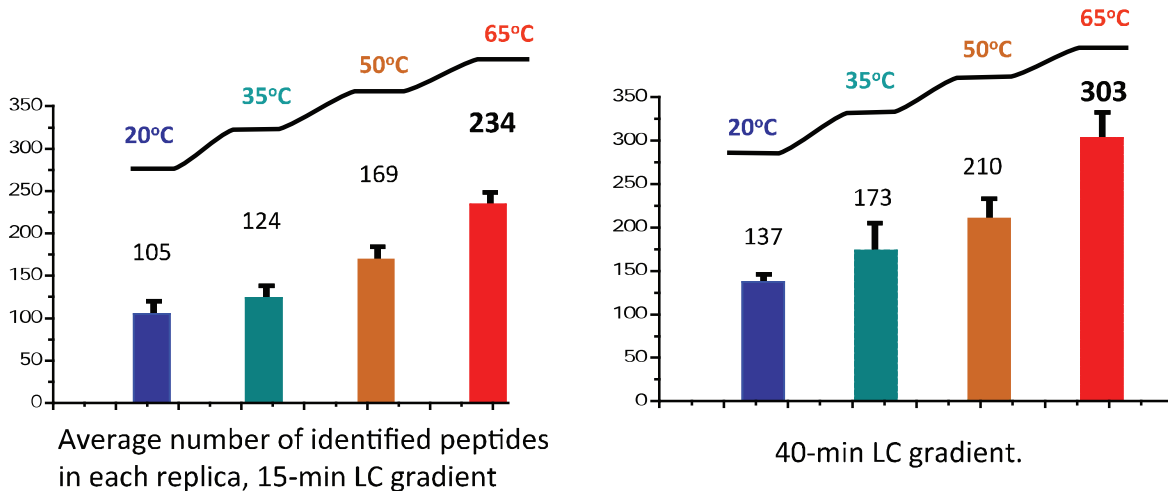 65°C
50°C
35°C
20°C
350
300
250
200
150
100
50
0
105
124
169
234
Average number of identified peptides
in each replica, 15-min LC gradient
65°C
50°C
35°C
20°C
350
300
250
200
150
100
50
0
137
173
210
303
40-min LC gradient.